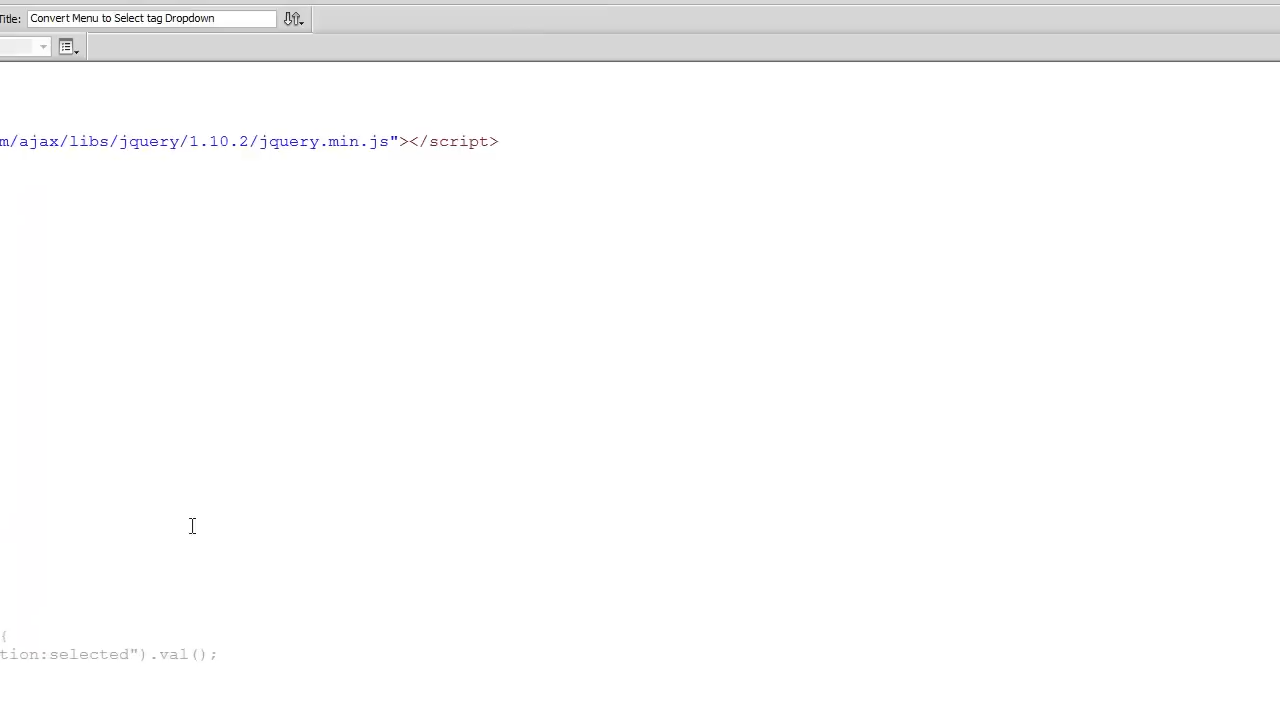 Title: Convert Menu to Select tag Dropdown
m/ajax/libs/jquery/1.10.2/jquery.min.js"></script>
{
tion:selected").val();